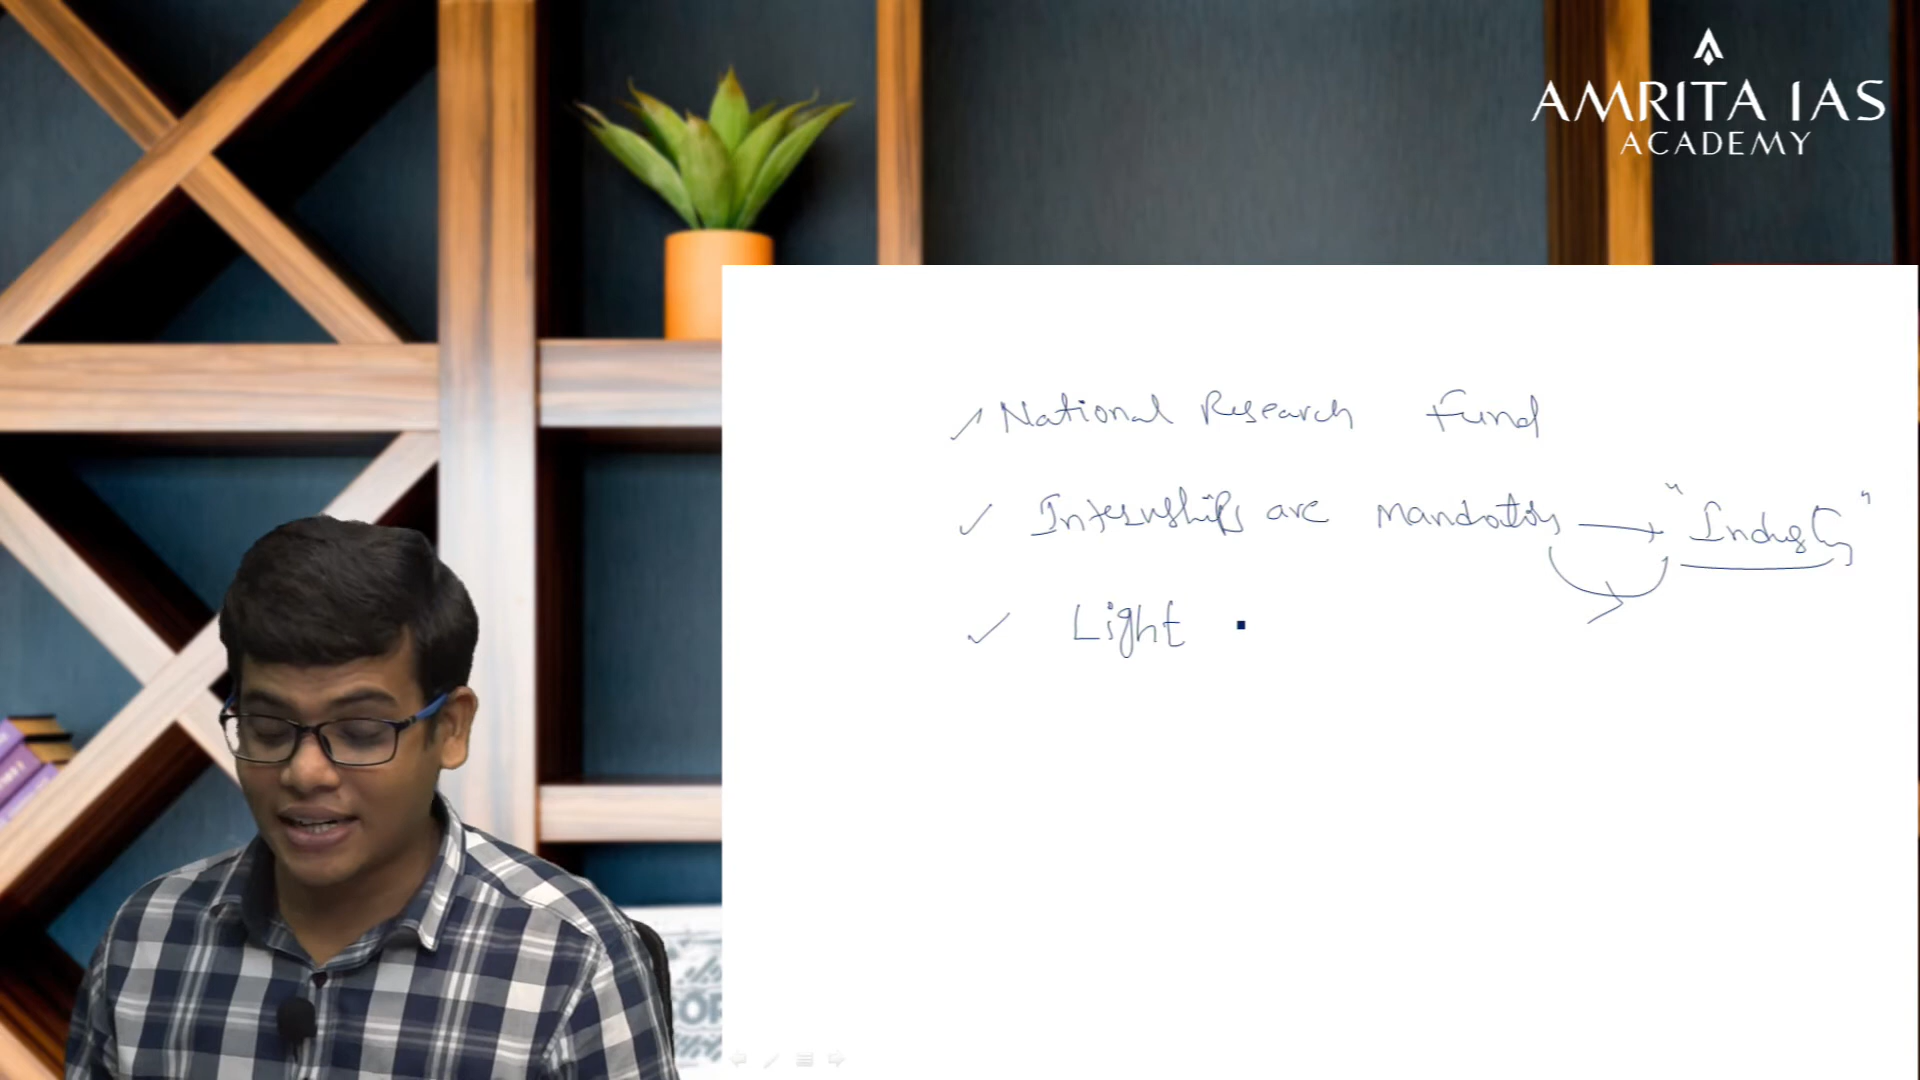 AMRITA IAS
ACADEMY
National Research Fund
Internships are mandatory → "Industry"
Light